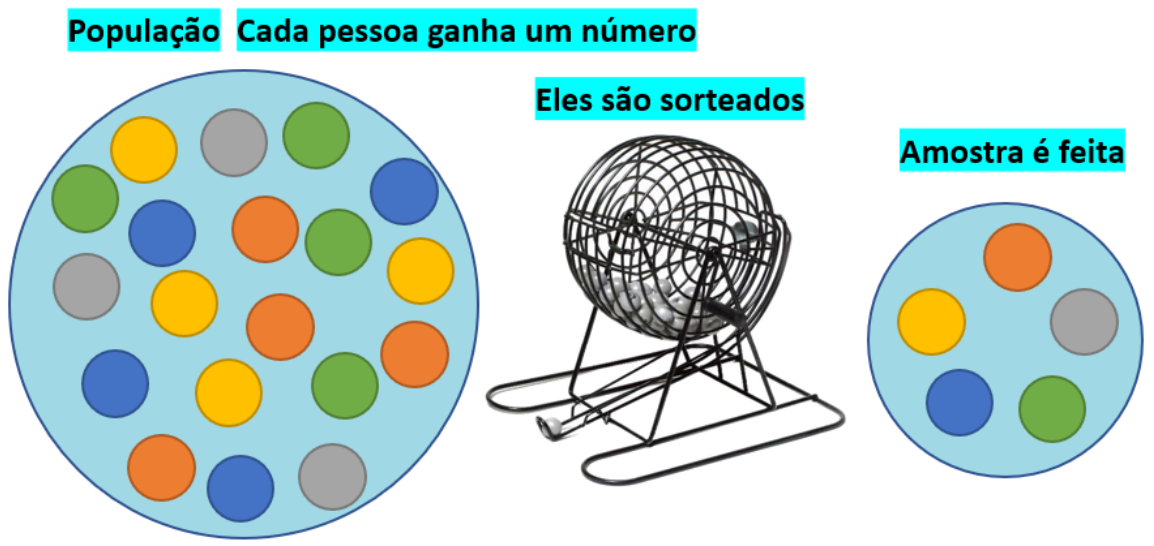 População Cada pessoa ganha um número
Eles são sorteados
Amostra é feita